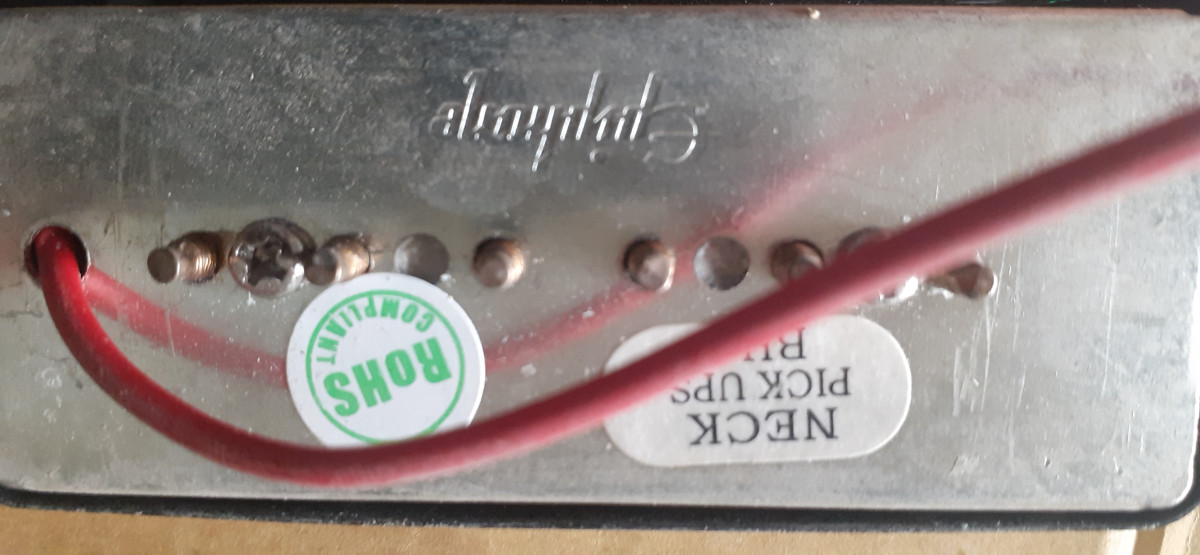 NECK
PICK UPS
RoHS
COMPLIANT
Epiphone